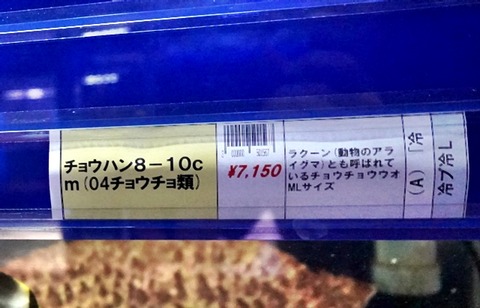 チョウハン8-10c
m(04チョウチョ類)
¥7,150
ラクーン(動物のアラ
イグマ)とも呼ばれて
いるチョウチョウウオ
MLサイズ
(A) 「冷
冷ブ冷L